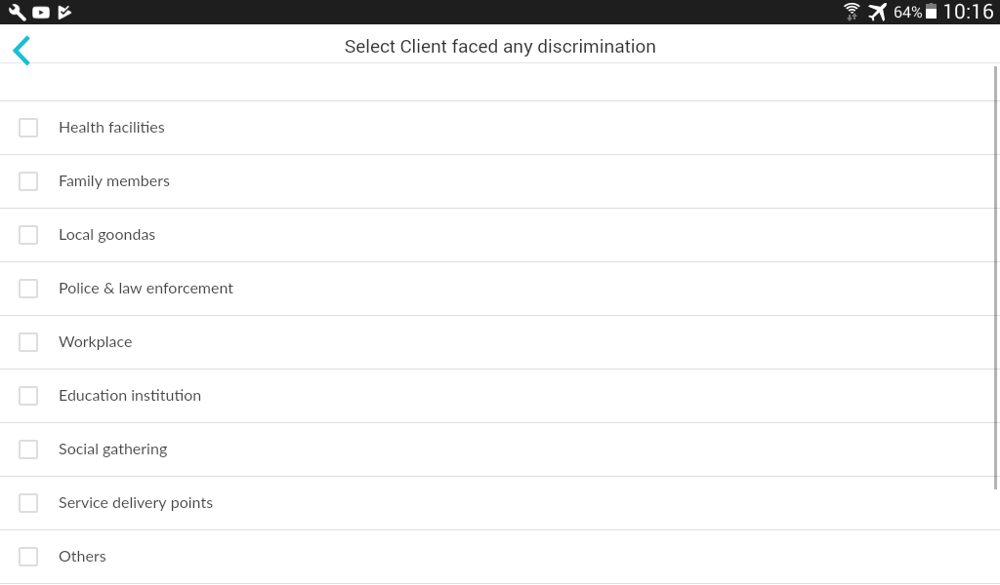 64% 10:16
Select Client faced any discrimination
Health facilities
Family members
Local goondas
Police & law enforcement
Workplace
Education institution
Social gathering
Service delivery points
Others